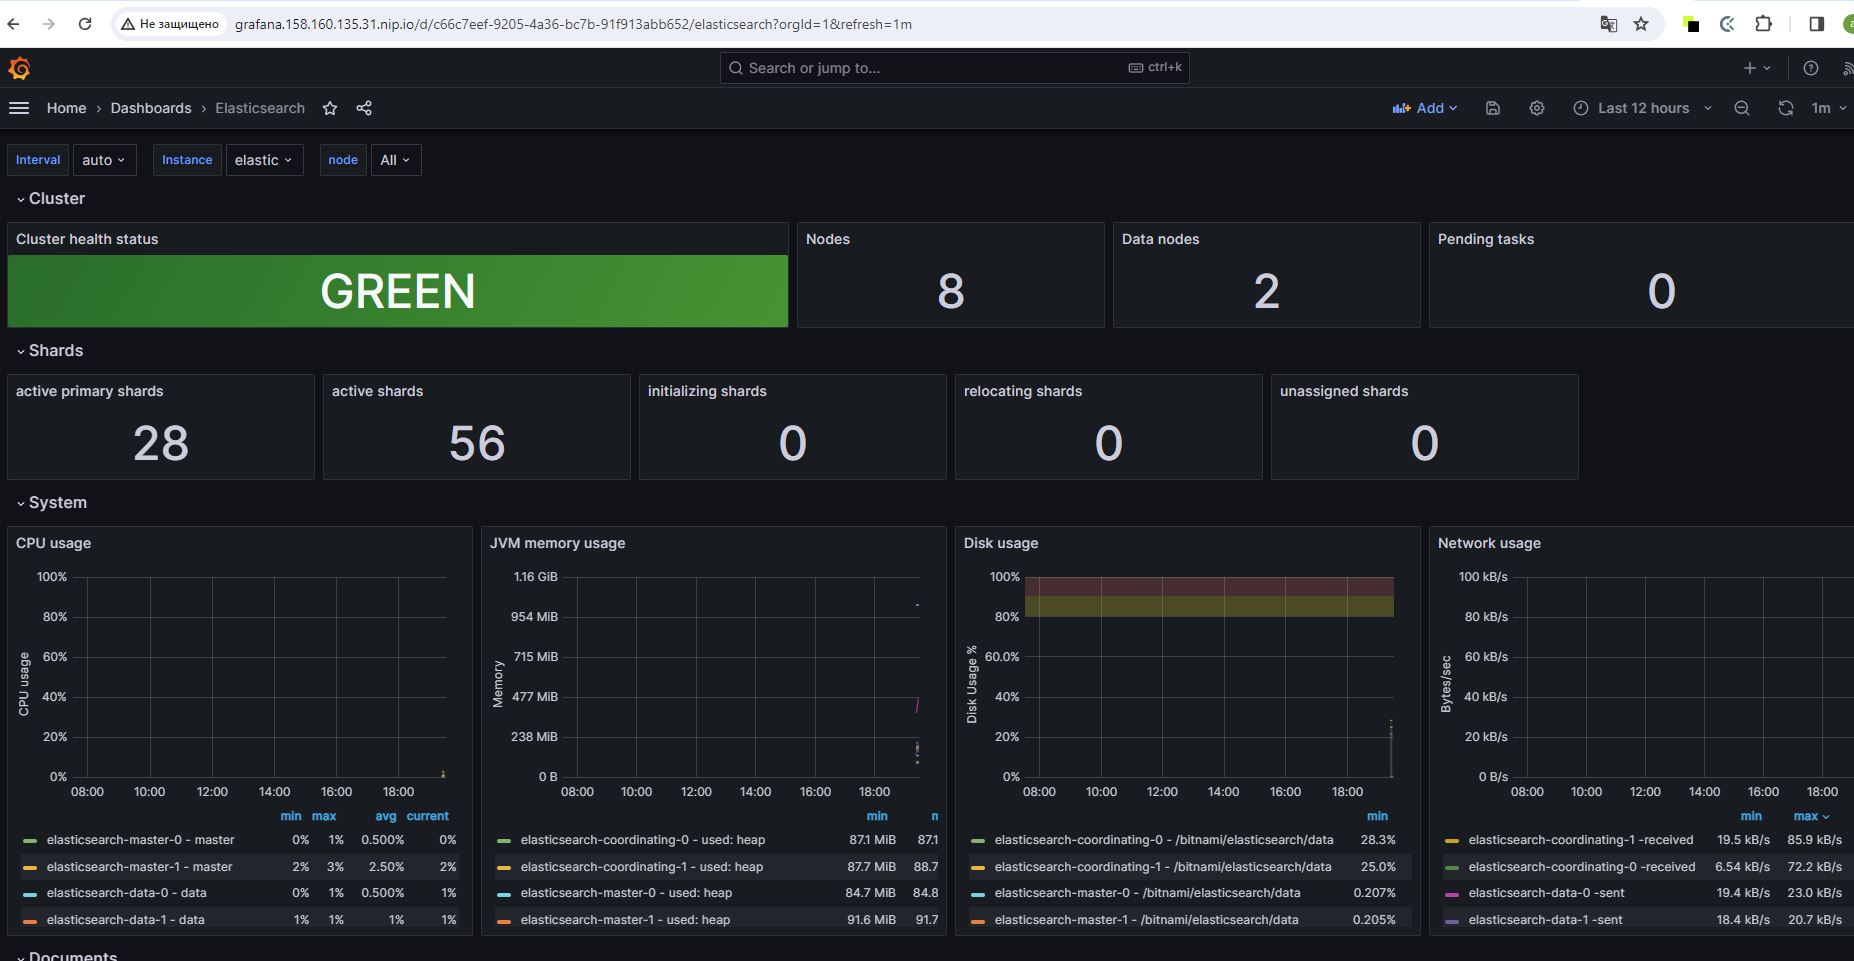 Не защищено grafana.158.160.135.31.nip.io/d/c66c7eef-9205-4a36-bc7b-91f913abb652/elasticsearch?orgId=1&refresh=1m
Search or jump to... ctrl+k
Home › Dashboards › Elasticsearch
Add Last 12 hours 1m
Interval auto Instance elastic node All
Cluster
Cluster health status
GREEN
Nodes
8
Data nodes
2
Pending tasks
0
Shards
active primary shards
28
active shards
56
initializing shards
0
relocating shards
0
unassigned shards
0
System
CPU usage
CPU usage
100%
80%
60%
40%
20%
0%
08:00 10:00 12:00 14:00 16:00 18:00
min max avg current
elasticsearch-master-0 - master 0% 1% 0.500% 0%
elasticsearch-master-1 - master 2% 3% 2.50% 2%
elasticsearch-data-0 - data 0% 1% 0.500% 1%
elasticsearch-data-1 - data 1% 1% 1% 1%
JVM memory usage
Memory
1.16 GiB
954 MiB
715 MiB
477 MiB
238 MiB
0 B
08:00 10:00 12:00 14:00 16:00 18:00
min
elasticsearch-coordinating-0 - used: heap 87.1 MiB 87.1
elasticsearch-coordinating-1 - used: heap 87.7 MiB 88.7
elasticsearch-master-0 - used: heap 84.7 MiB 84.8
elasticsearch-master-1 - used: heap 91.6 MiB 91.7
Disk usage
Disk Usage %
100%
80%
60.0%
40%
20%
0%
08:00 10:00 12:00 14:00 16:00 18:00
min
elasticsearch-coordinating-0 - /bitnami/elasticsearch/data 28.3%
elasticsearch-coordinating-1 - /bitnami/elasticsearch/data 25.0%
elasticsearch-master-0 - /bitnami/elasticsearch/data 0.207%
elasticsearch-master-1 - /bitnami/elasticsearch/data 0.205%
Network usage
Bytes/sec
100 kB/s
80 kB/s
60 kB/s
40 kB/s
20 kB/s
0 B/s
08:00 10:00 12:00 14:00 16:00 18:00
min max
elasticsearch-coordinating-1 -received 19.5 kB/s 85.9 kB/s
elasticsearch-coordinating-0 -received 6.54 kB/s 72.2 kB/s
elasticsearch-data-0 -sent 19.4 kB/s 23.0 kB/s
elasticsearch-data-1 -sent 18.4 kB/s 20.7 kB/s
Documents